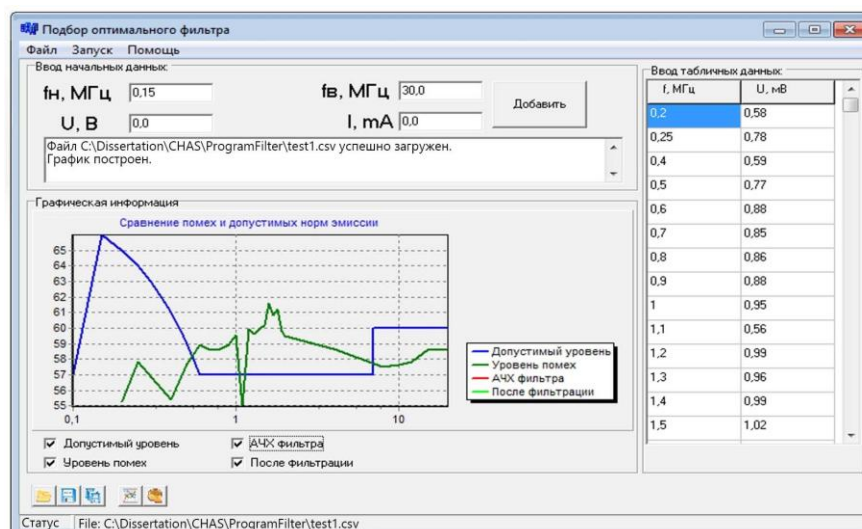 Подбор оптимального фильтра
Файл Запуск Помощь
Ввод начальных данных:
fн, МГц 0,15 fв, МГц 30,0
Добавить
U, В 0,0 I, mA 0,0
Файл C:\Dissertation\CHAS\ProgramFilter\test1.csv успешно загружен.
График построен.
Графическая информация
Сравнение помех и допустимых норм эмиссии
65
64
63
62
61
60
59
58
57
56
55
0,1 1 10
Допустимый уровень
Уровень помех
АЧХ фильтра
После фильтрации
Допустимый уровень АЧХ фильтра
Уровень помех После фильтрации
Ввод табличных данных:
f, МГц U, мВ
0,2 0,58
0,25 0,78
0,4 0,59
0,5 0,77
0,6 0,88
0,7 0,85
0,8 0,86
0,9 0,88
1 0,95
1,1 0,56
1,2 0,99
1,3 0,96
1,4 0,99
1,5 1,02
Статус File: C:\Dissertation\CHAS\ProgramFilter\test1.csv